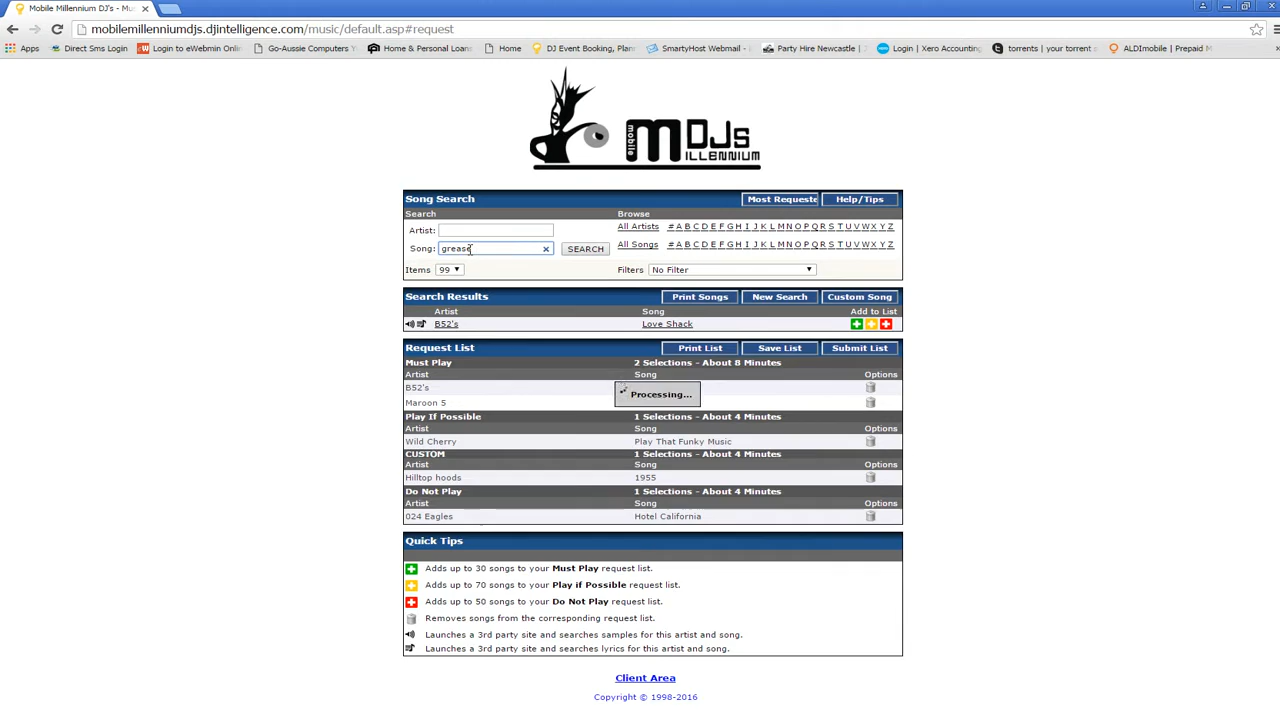 Mobile Millennium DJ's - Mus
mobilemillenniumdjs.djintelligence.com/music/default.asp#request
Apps Direct Sms Login Login to eWebmin Onlin Go-Aussie Computers Y Home & Personal Loans Home DJ Event Booking, Plan SmartyHost Webmail - Party Hire Newcastle Login | Xero Accounting torrents | your torrent ALDImobile | Prepaid M
mobile MILLENNIUM DJs
Song Search Most Requeste Help/Tips
Search Browse
Artist: All Artists # A B C D E F G H I J K L M N O P Q R S T U V W X Y Z
Song: grease SEARCH All Songs # A B C D E F G H I J K L M N O P Q R S T U V W X Y Z
Items 99 Filters No Filter
Search Results Print Songs New Search Custom Song
Artist Song Add to List
B52's Love Shack
Request List Print List Save List Submit List
Must Play 2 Selections - About 8 Minutes
Artist Song Options
B52's
Processing...
Maroon 5
Play If Possible 1 Selections - About 4 Minutes
Artist Song Options
Wild Cherry Play That Funky Music
CUSTOM 1 Selections - About 4 Minutes
Artist Song Options
Hilltop hoods 1955
Do Not Play 1 Selections - About 4 Minutes
Artist Song Options
024 Eagles Hotel California
Quick Tips
Adds up to 30 songs to your Must Play request list.
Adds up to 70 songs to your Play if Possible request list.
Adds up to 50 songs to your Do Not Play request list.
Removes songs from the corresponding request list.
Launches a 3rd party site and searches samples for this artist and song.
Launches a 3rd party site and searches lyrics for this artist and song.
Client Area
Copyright © 1998-2016